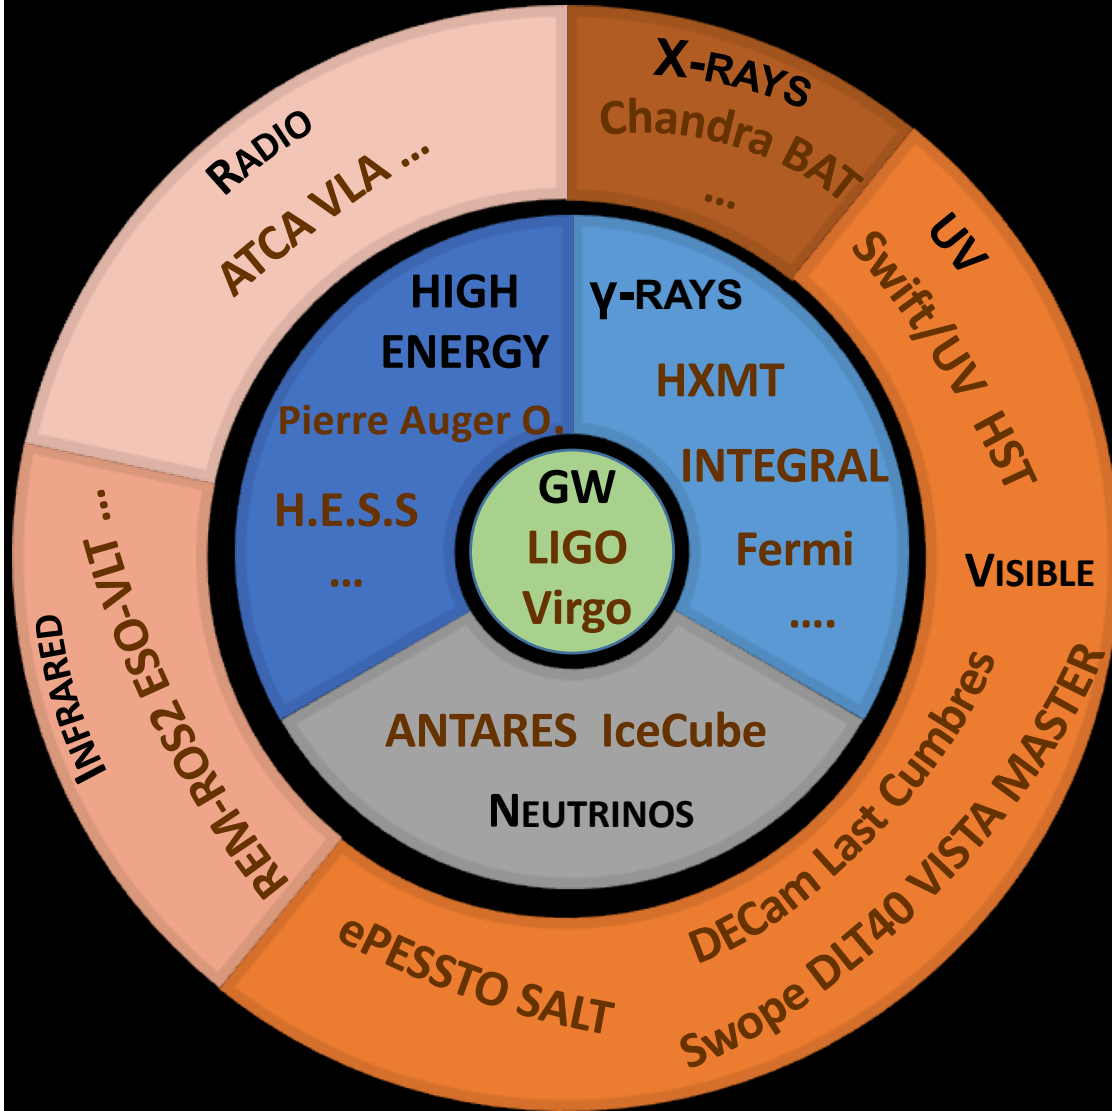 X-RAYS
Chandra BAT
...
UV
Swift/UV HST
VISIBLE
DECam Last Cumbres
Swope DLT40 VISTA MASTER
ePESSTO SALT
INFRARED
REM-ROS2 ESO-VLT ...
RADIO
ATCA VLA ...
HIGH
ENERGY
Pierre Auger O.
H.E.S.S
...
γ-RAYS
HXMT
INTEGRAL
Fermi
....
ANTARES IceCube
NEUTRINOS
GW
LIGO
Virgo